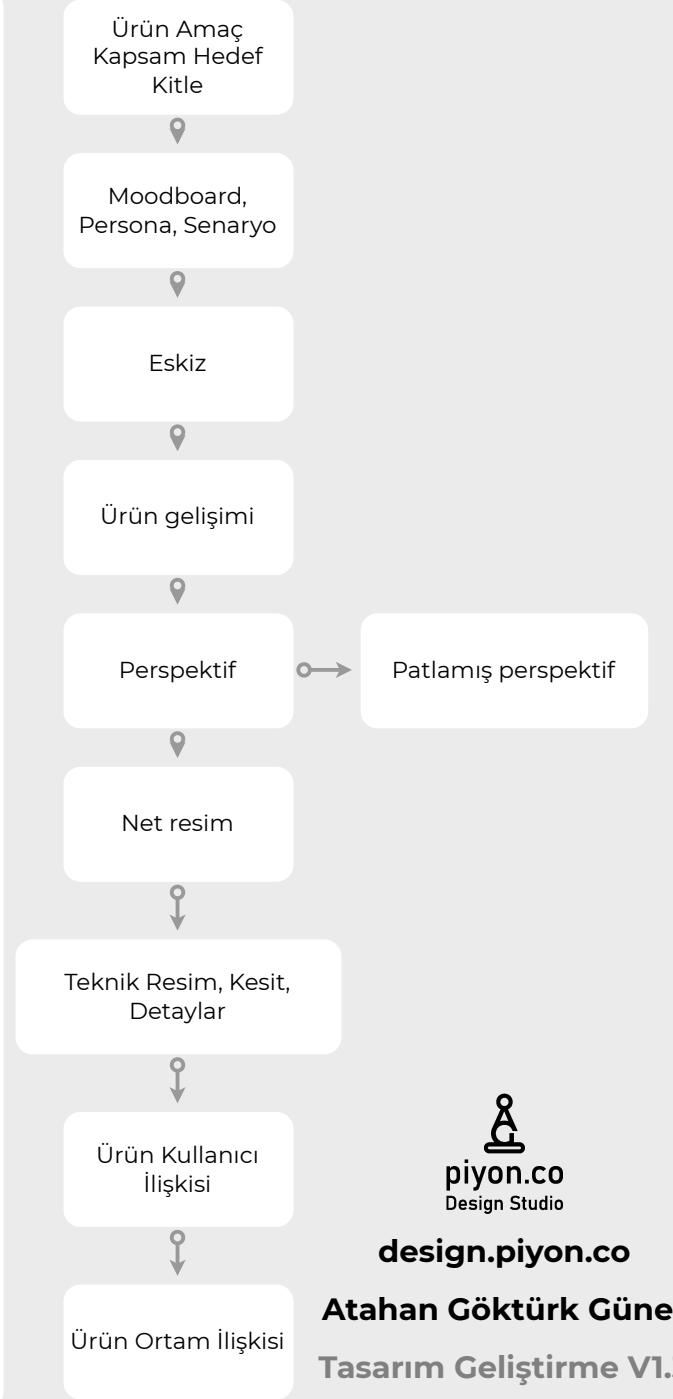 Ürün Amaç
Kapsam Hedef
Kitle
Moodboard,
Persona, Senaryo
Eskiz
Ürün gelişimi
Perspektif
Patlamış perspektif
Net resim
Teknik Resim, Kesit,
Detaylar
Ürün Kullanıcı
İlişkisi
Ürün Ortam İlişkisi
piyon.co
Design Studio
design.piyon.co
Atahan Göktürk Güne
Tasarım Geliştirme